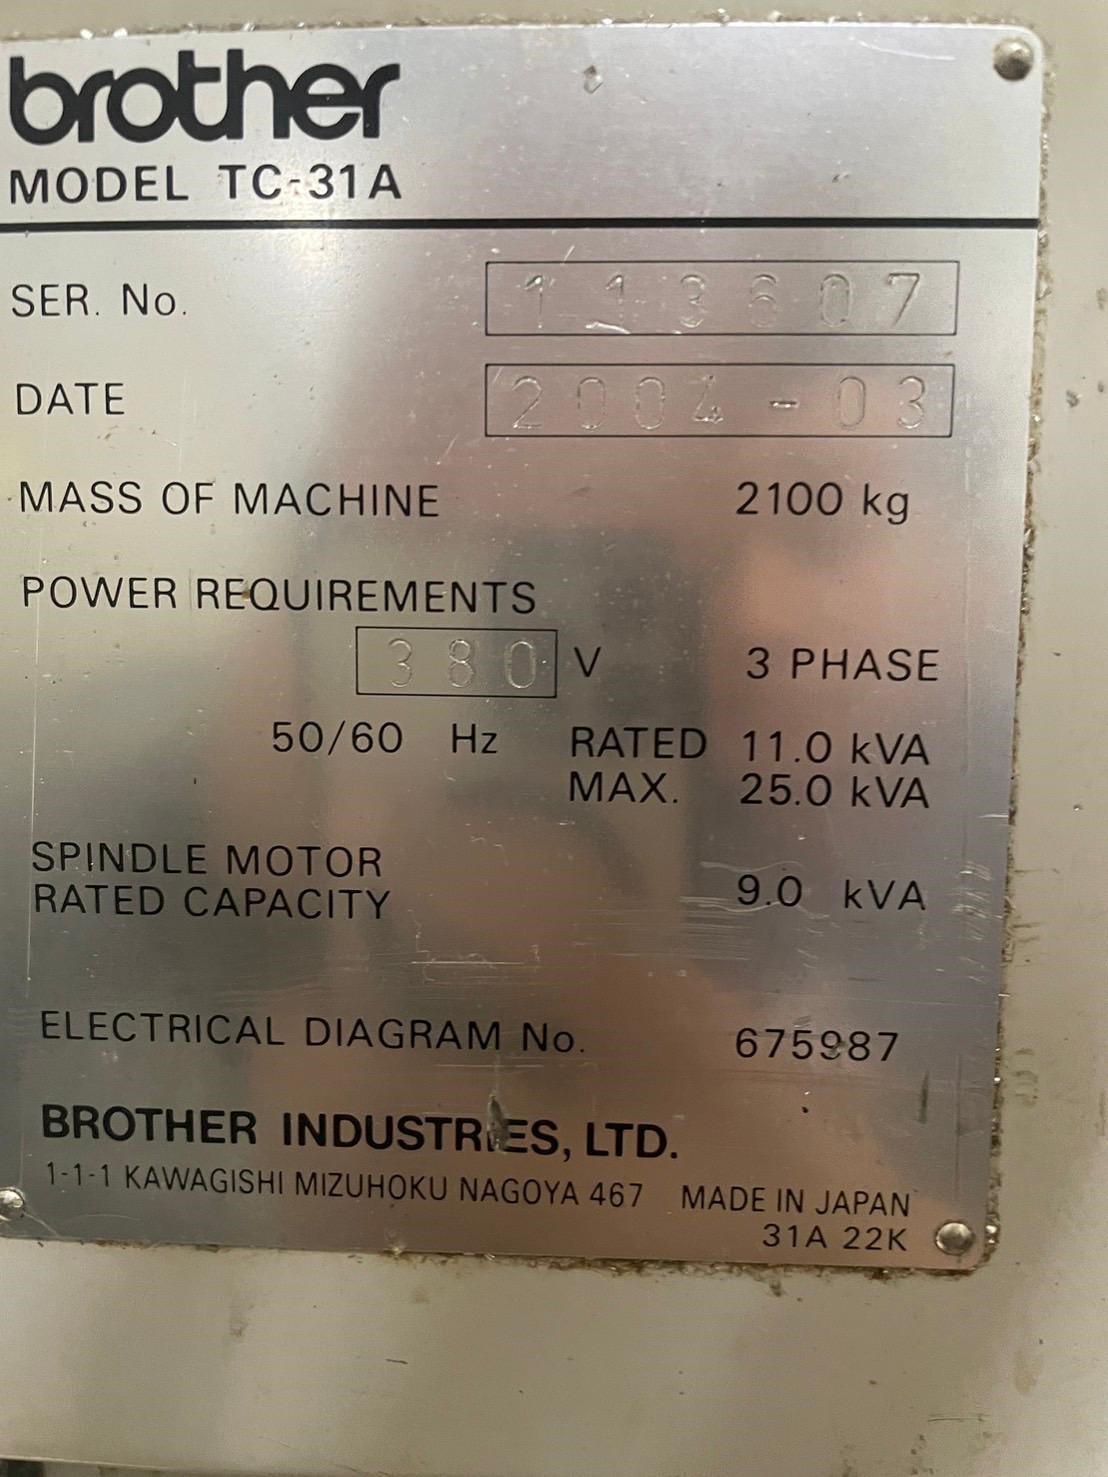 brother
MODEL TC-31A
SER. No. 113607
DATE 2004-03
MASS OF MACHINE 2100 kg
POWER REQUIREMENTS
380 V 3 PHASE
50/60 Hz RATED 11.0 kVA
MAX. 25.0 kVA
SPINDLE MOTOR
RATED CAPACITY 9.0 kVA
ELECTRICAL DIAGRAM No. 675987
BROTHER INDUSTRIES, LTD.
1-1-1 KAWAGISHI MIZUHOKU NAGOYA 467 MADE IN JAPAN
31A 22K